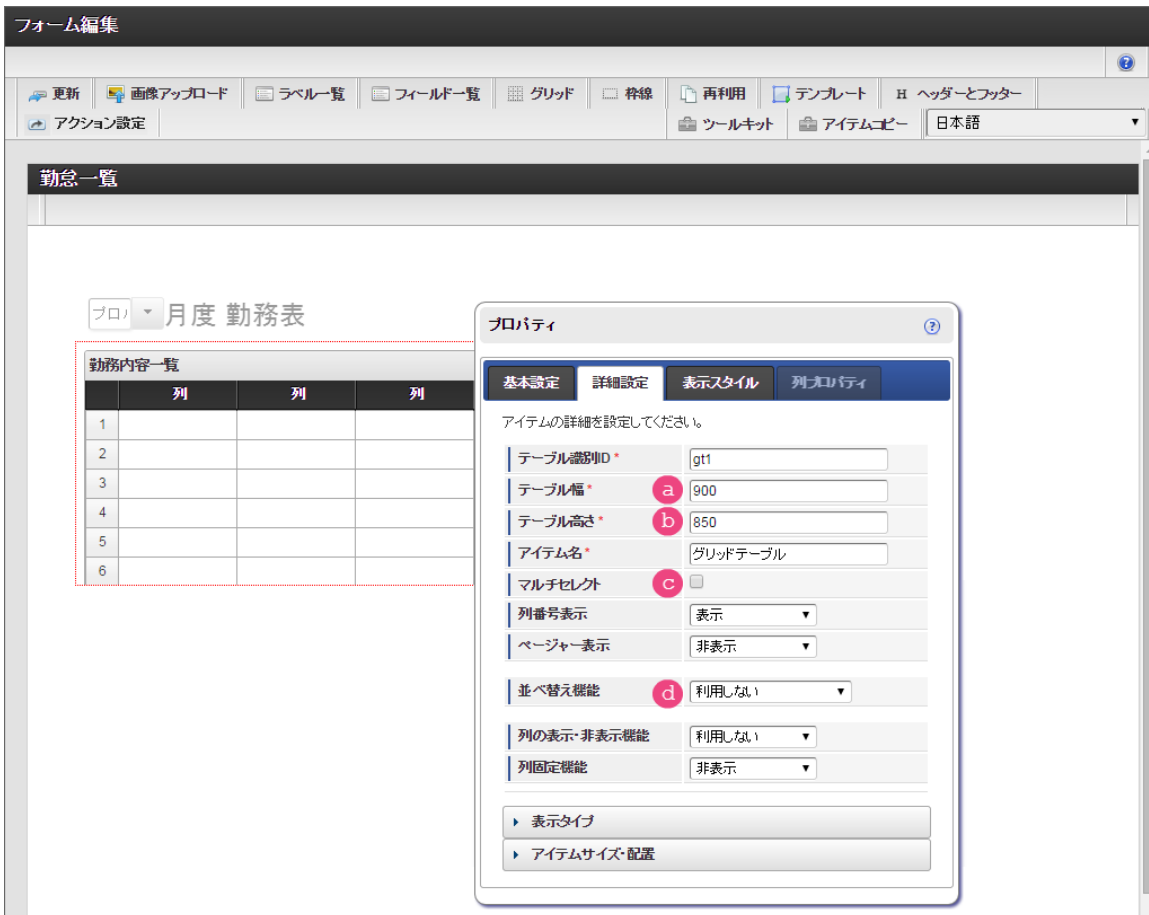 フォーム編集
更新 画像アップロード ラベル一覧 フィールド一覧 グリッド 枠線 再利用 テンプレート H ヘッダーとフッター
アクション設定 ツールキット アイテムコピー 日本語
勤怠一覧
プロパ 月度 勤務表
勤務内容一覧
列 列 列
1
2
3
4
5
6
プロパティ
基本設定 詳細設定 表示スタイル 列プロパティ
アイテムの詳細を設定してください。
テーブル識別ID * gt1
テーブル幅 * a 900
テーブル高さ * b 850
アイテム名 * グリッドテーブル
マルチセレクト c
列番号表示 表示
ページャー表示 非表示
並べ替え機能 d 利用しない
列の表示・非表示機能 利用しない
列固定機能 非表示
表示タイプ
アイテムサイズ・配置